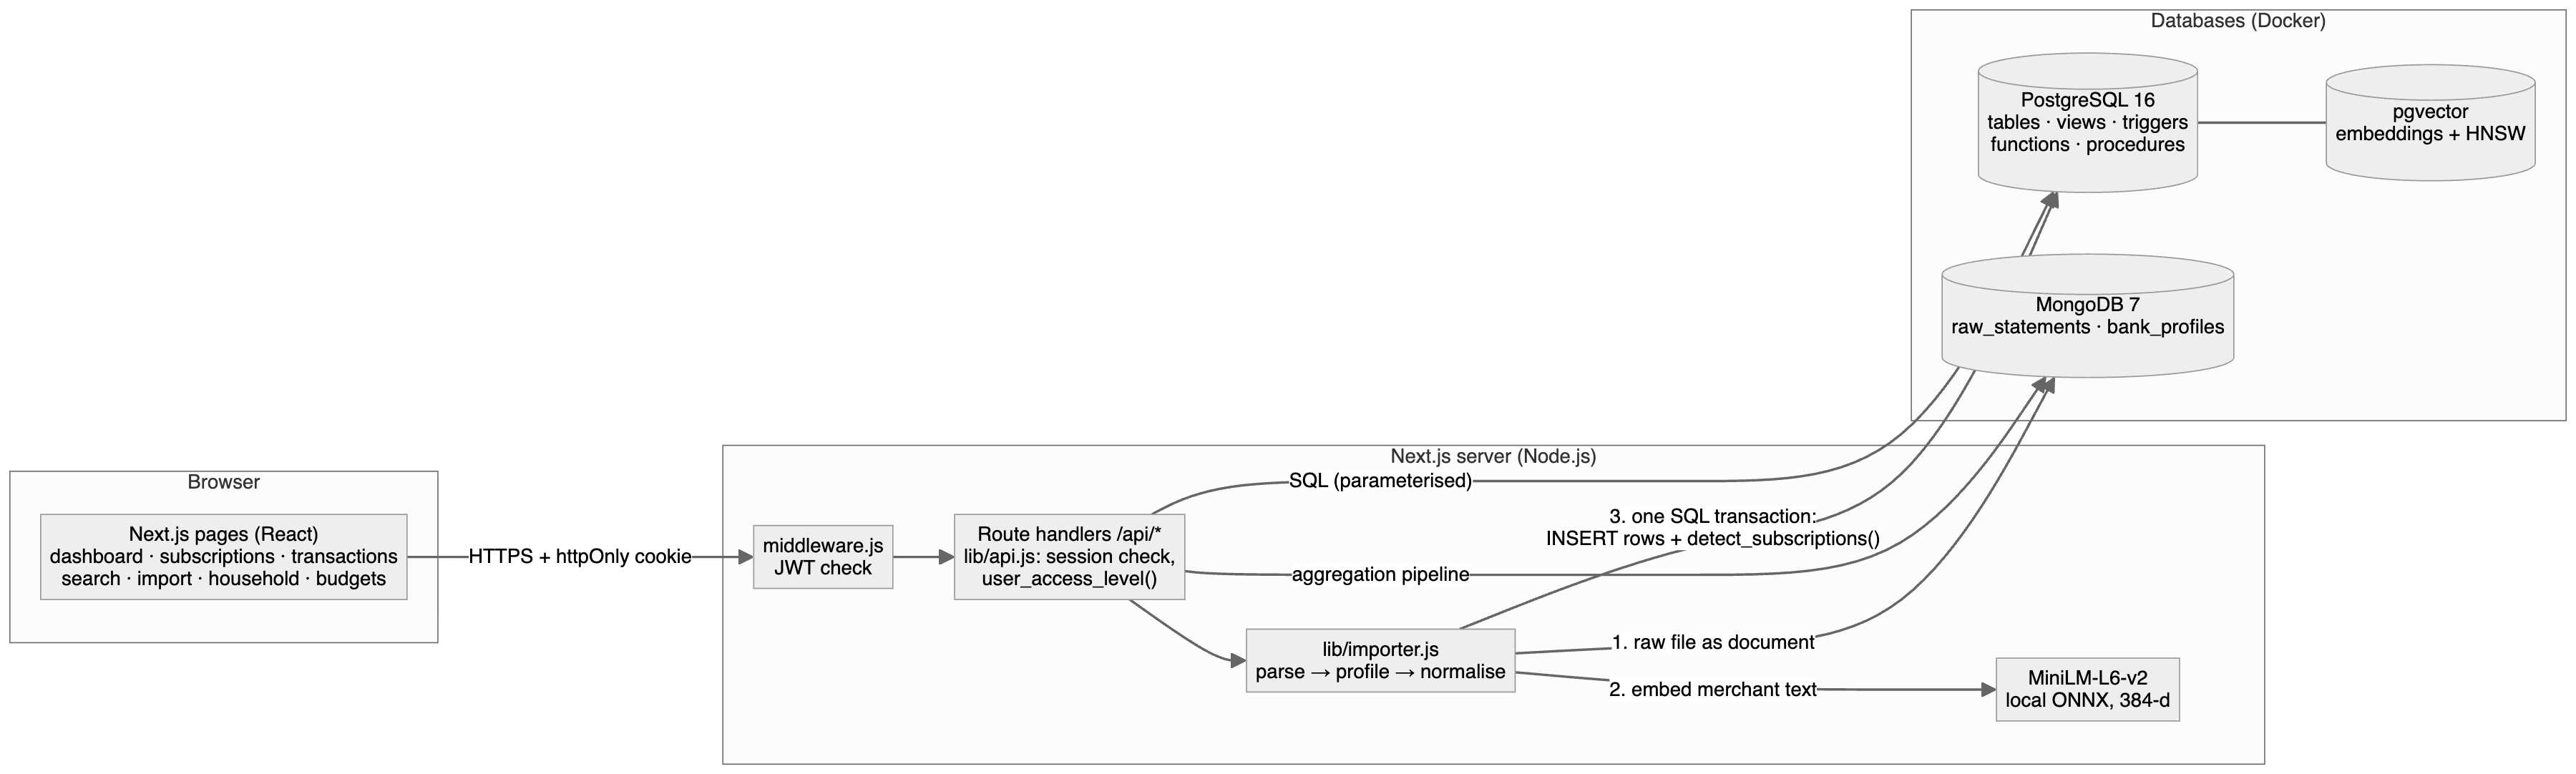 Databases (Docker)
PostgreSQL 16
tables · views · triggers
functions · procedures
pgvector
embeddings + HNSW
MongoDB 7
raw_statements · bank_profiles
Browser
Next.js pages (React)
dashboard · subscriptions · transactions
search · import · household · budgets
HTTPS + httpOnly cookie
Next.js server (Node.js)
middleware.js
JWT check
Route handlers /api/*
lib/api.js: session check,
user_access_level()
SQL (parameterised)
3. one SQL transaction:
INSERT rows + detect_subscriptions()
aggregation pipeline
lib/importer.js
parse → profile → normalise
1. raw file as document
2. embed merchant text
MiniLM-L6-v2
local ONNX, 384-d